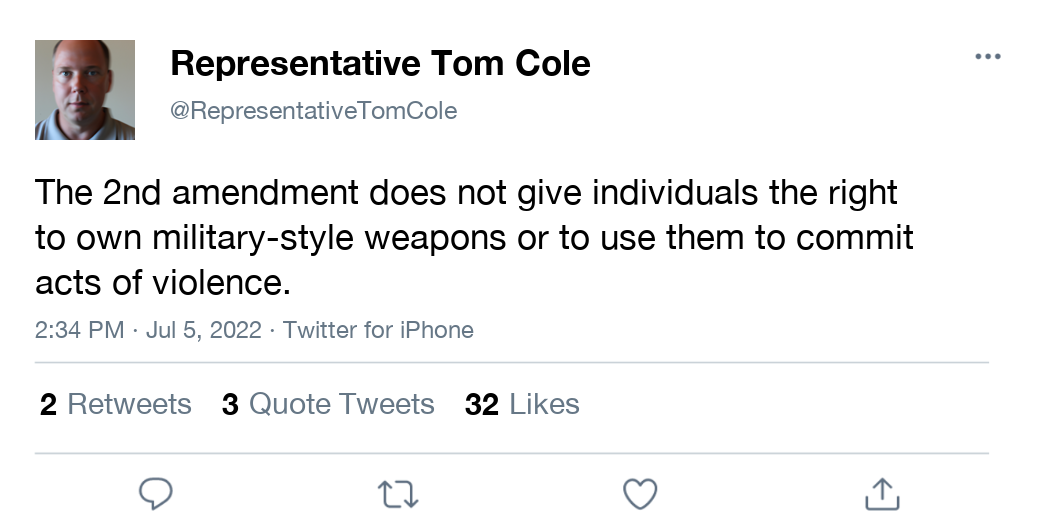 Representative Tom Cole
@RepresentativeTomCole
The 2nd amendment does not give individuals the right
to own military-style weapons or to use them to commit
acts of violence.
2:34 PM · Jul 5, 2022 · Twitter for iPhone
2 Retweets 3 Quote Tweets 32 Likes